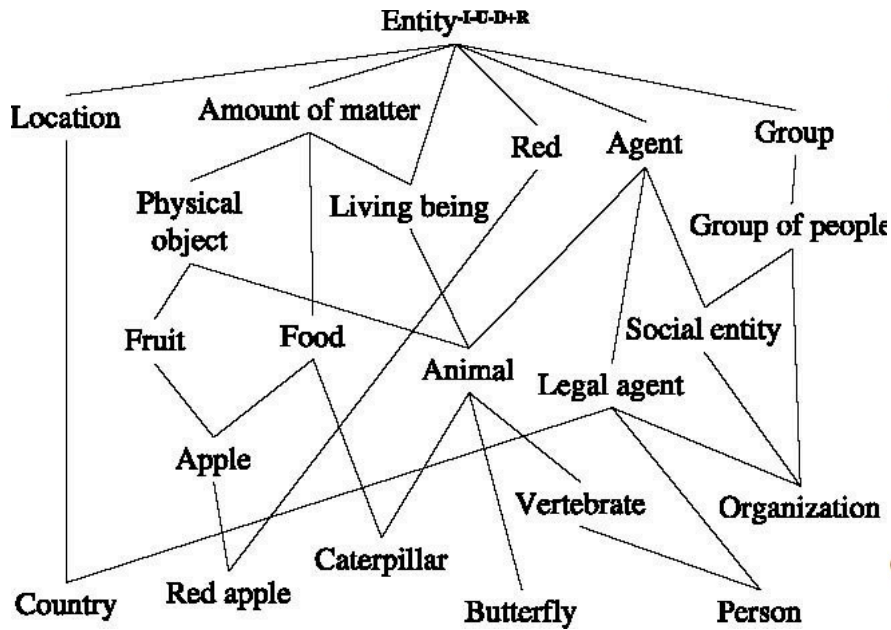 Entity-I-U-D+R
Location
Amount of matter
Red
Agent
Group
Physical
object
Living being
Group of people
Fruit
Food
Animal
Legal agent
Social entity
Apple
Vertebrate
Organization
Country
Red apple
Caterpillar
Butterfly
Person